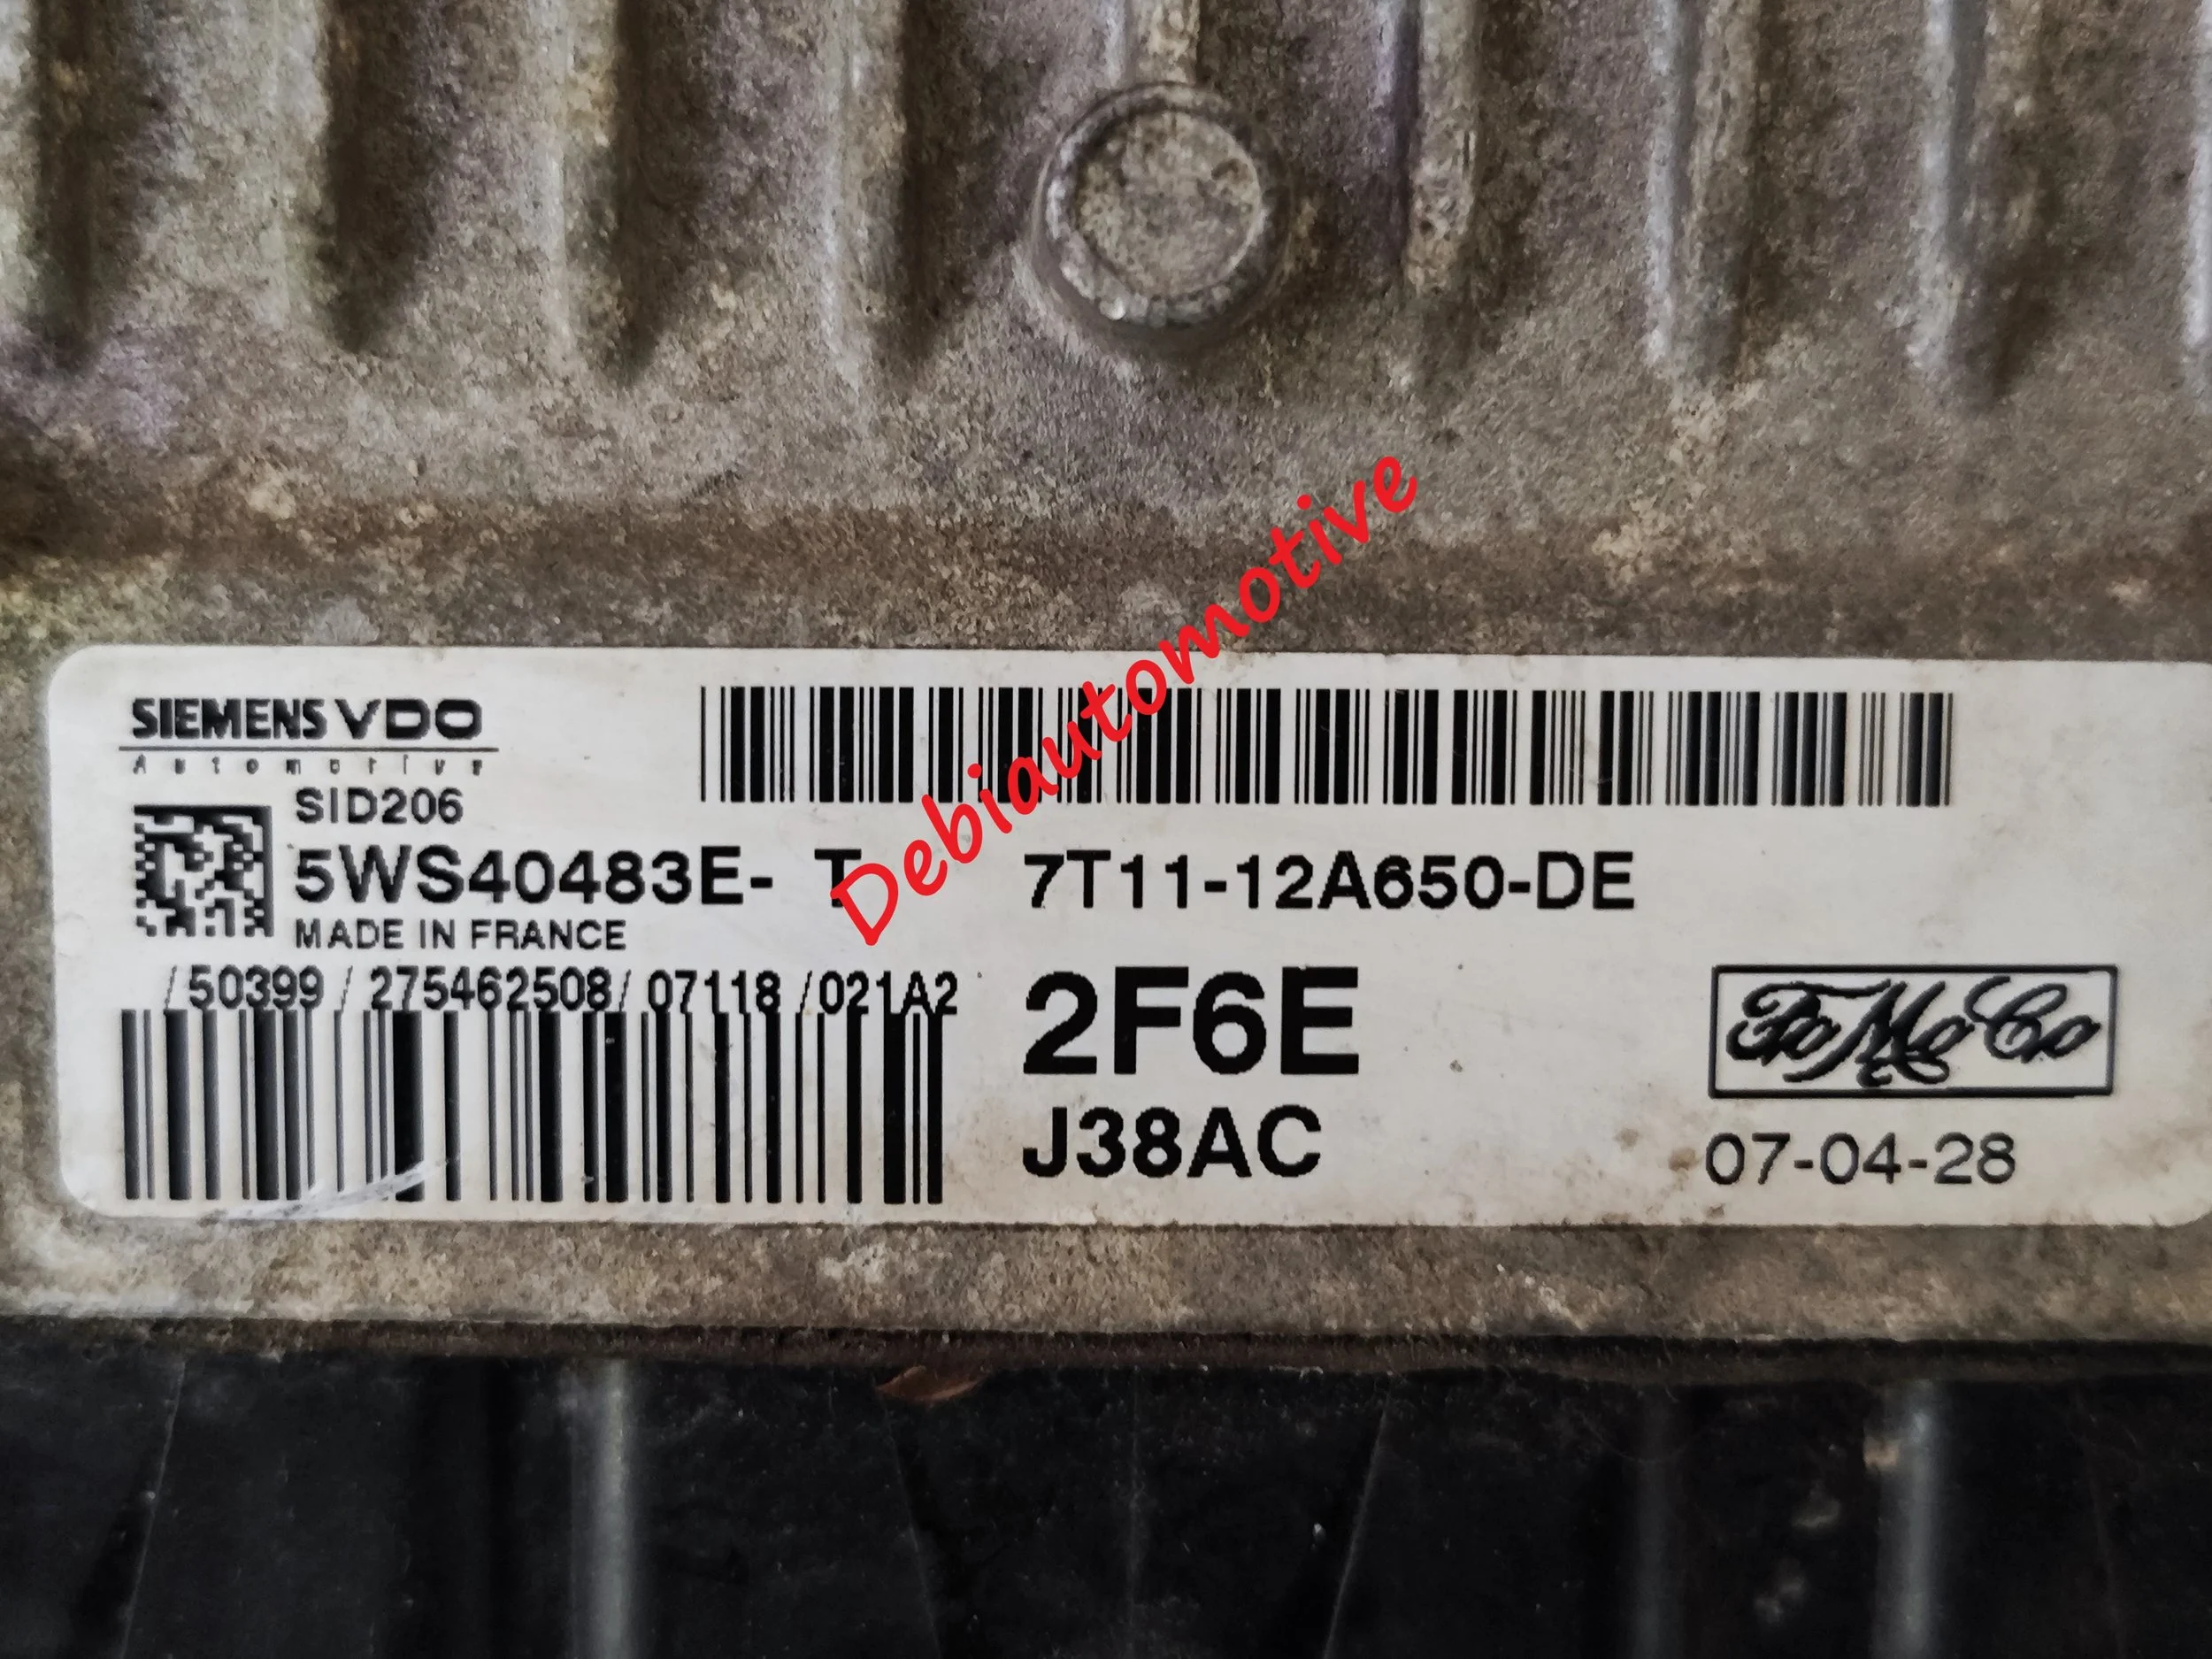 SIEMENS VDO
Automotive
SID206
5WS40483E- T
7T11-12A650-DE
MADE IN FRANCE
/50399 / 275462508/ 07118 /021A2
2F6E
J38AC
FoMoCo
07-04-28
Debiautomotive